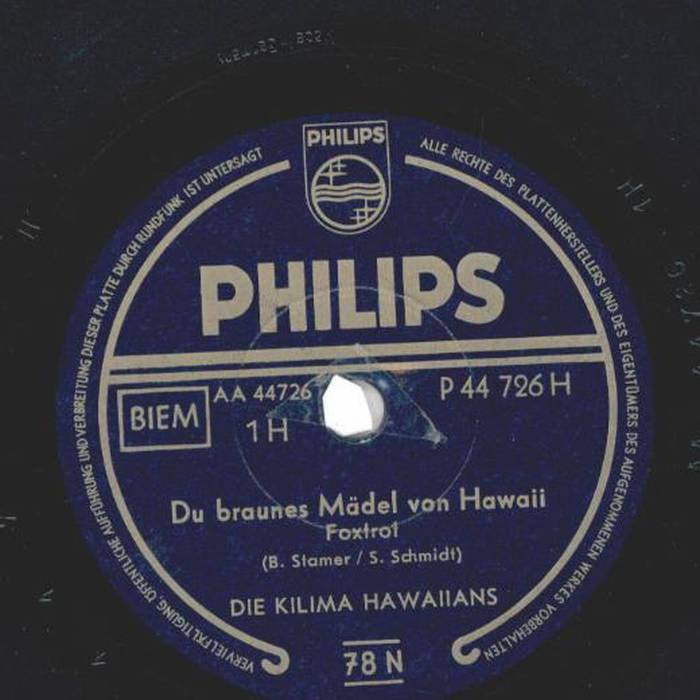 PHILIPS
ALLE RECHTE DES PLATTENHERSTELLERS UND DES EIGENTÜMERS DES AUFGENOMMENEN WERKES VORBEHALTEN
VERVIELFÄLTIGUNG, ÖFFENTLICHE AUFFÜHRUNG UND VERBREITUNG DIESER PLATTE DURCH RUNDFUNK IST UNTERSAGT
PHILIPS
BIEM
AA 44726
1 H
P 44 726 H
Du braunes Mädel von Hawaii
Foxtrot
(B. Stamer / S. Schmidt)
DIE KILIMA HAWAIIANS
78 N